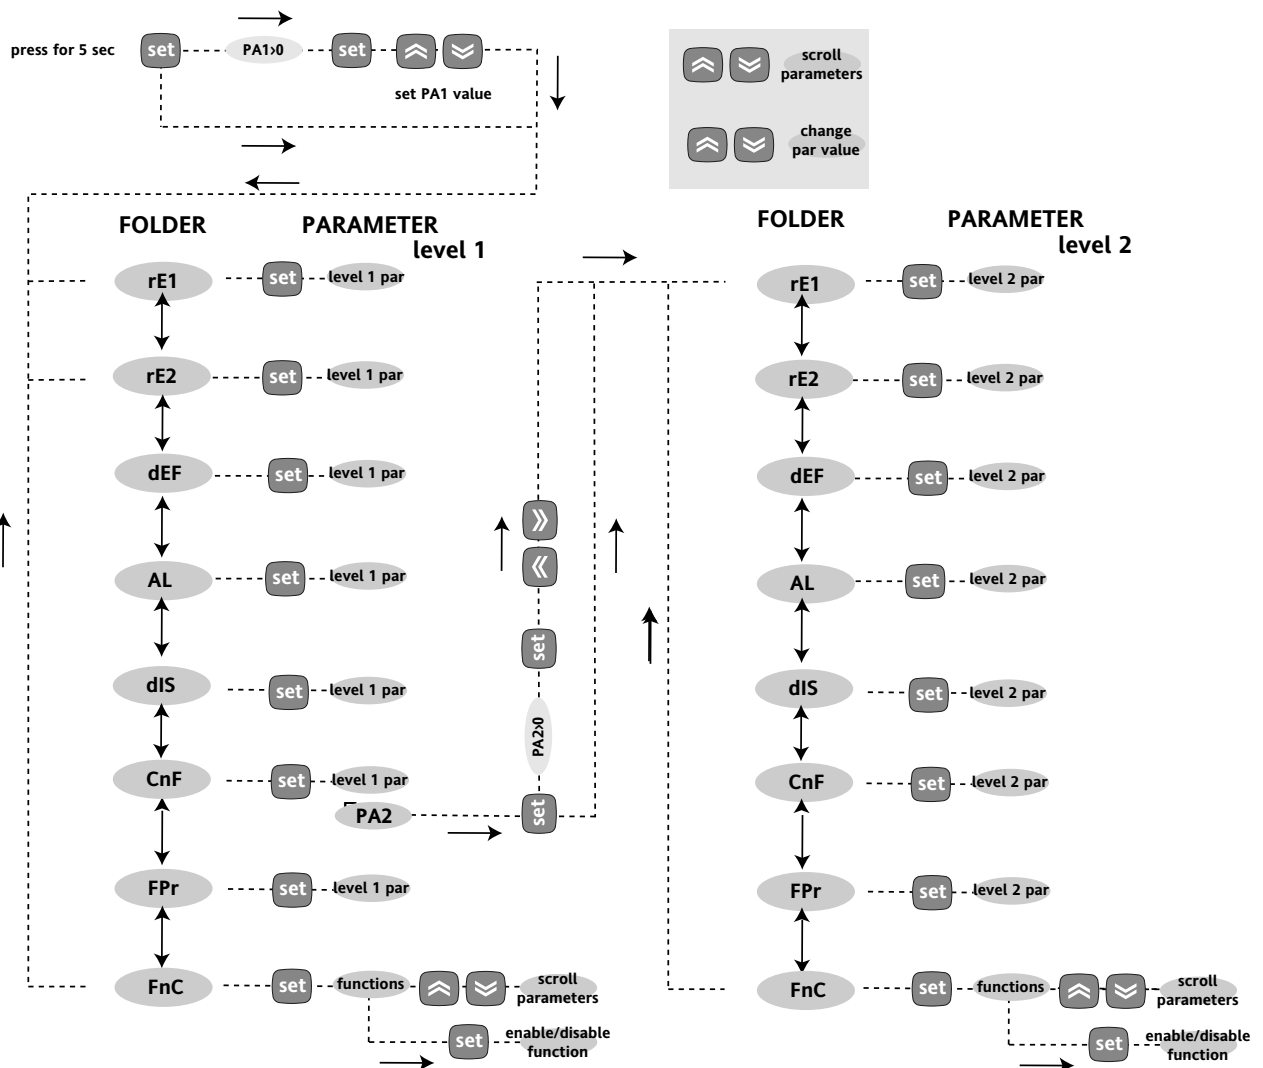 press for 5 sec set PA1›0 set
set PA1 value
scroll
parameters
change
par value
FOLDER PARAMETER
level 1
rE1 set level 1 par
rE2 set level 1 par
dEF set level 1 par
AL set level 1 par
dIS set level 1 par
CnF set level 1 par
PA2
FPr set level 1 par
FnC set functions scroll
parameters
set enable/disable
function
set
PA2›0
set
FOLDER PARAMETER
level 2
rE1 set level 2 par
rE2 set level 2 par
dEF set level 2 par
AL set level 2 par
dIS set level 2 par
CnF set level 2 par
FPr set level 2 par
FnC set functions scroll
parameters
set enable/disable
function